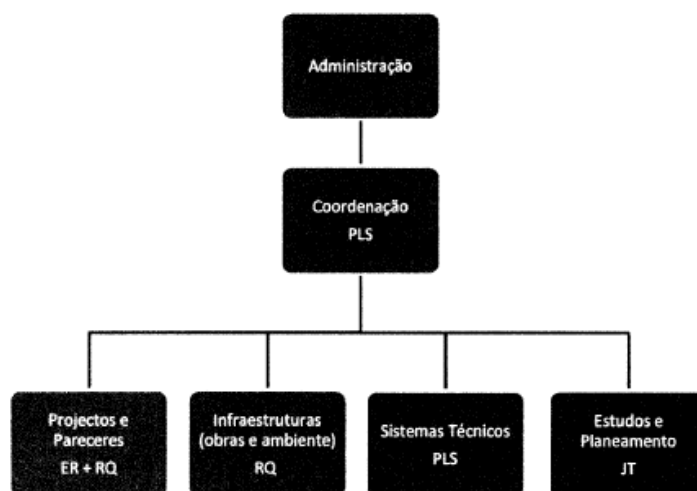 Administração
Coordenação
PLS
Projectos e
Pareceres
ER + RQ
Infraestruturas
(obras e ambiente)
RQ
Sistemas Técnicos
PLS
Estudos e
Planeamento
JT